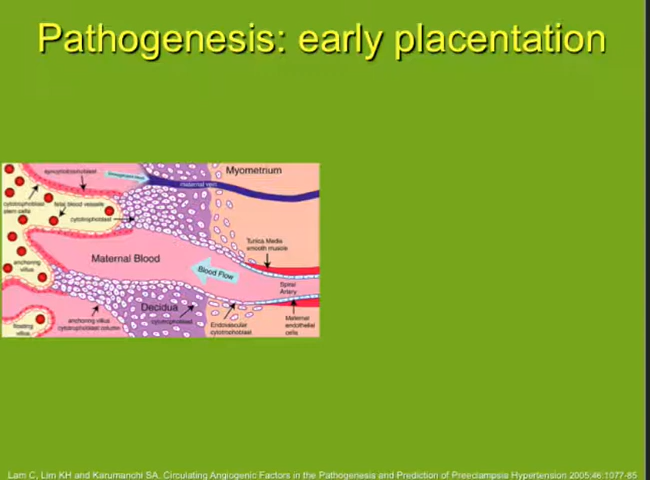 Pathogenesis: early placentation
syncytiotrophoblast
Myometrium
maternal vein
cytotrophoblast
stem cells
fetal blood vessels
cytotrophoblast
Tunica Media
smooth muscle
Maternal Blood
anchoring
villus
Blood Flow
Spiral
Artery
Decidua
cytotrophoblast
anchoring villus
cytotrophoblast column
floating
villus
Endovascular
cytotrophoblast
Maternal
endothelial
cells
Lam C, Lim KH and Karumanchi SA. Circulating Angiogenic Factors in the Pathogenesis and Prediction of Preeclampsia Hypertension 2005;46:1077-85